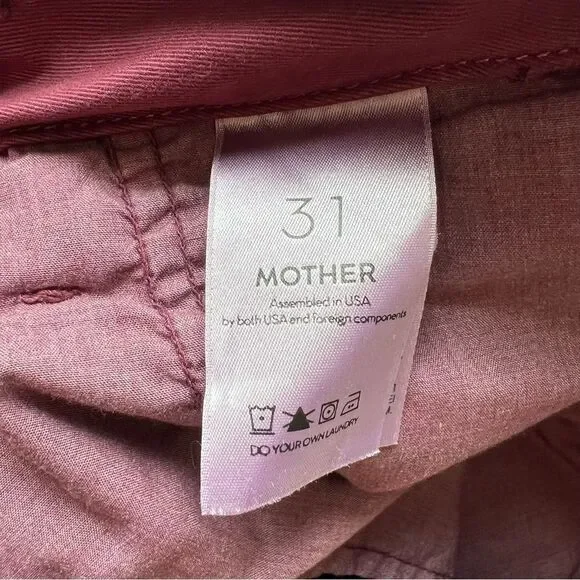 31
MOTHER
Assembled in USA
by both USA and foreign components
DO YOUR OWN LAUNDRY